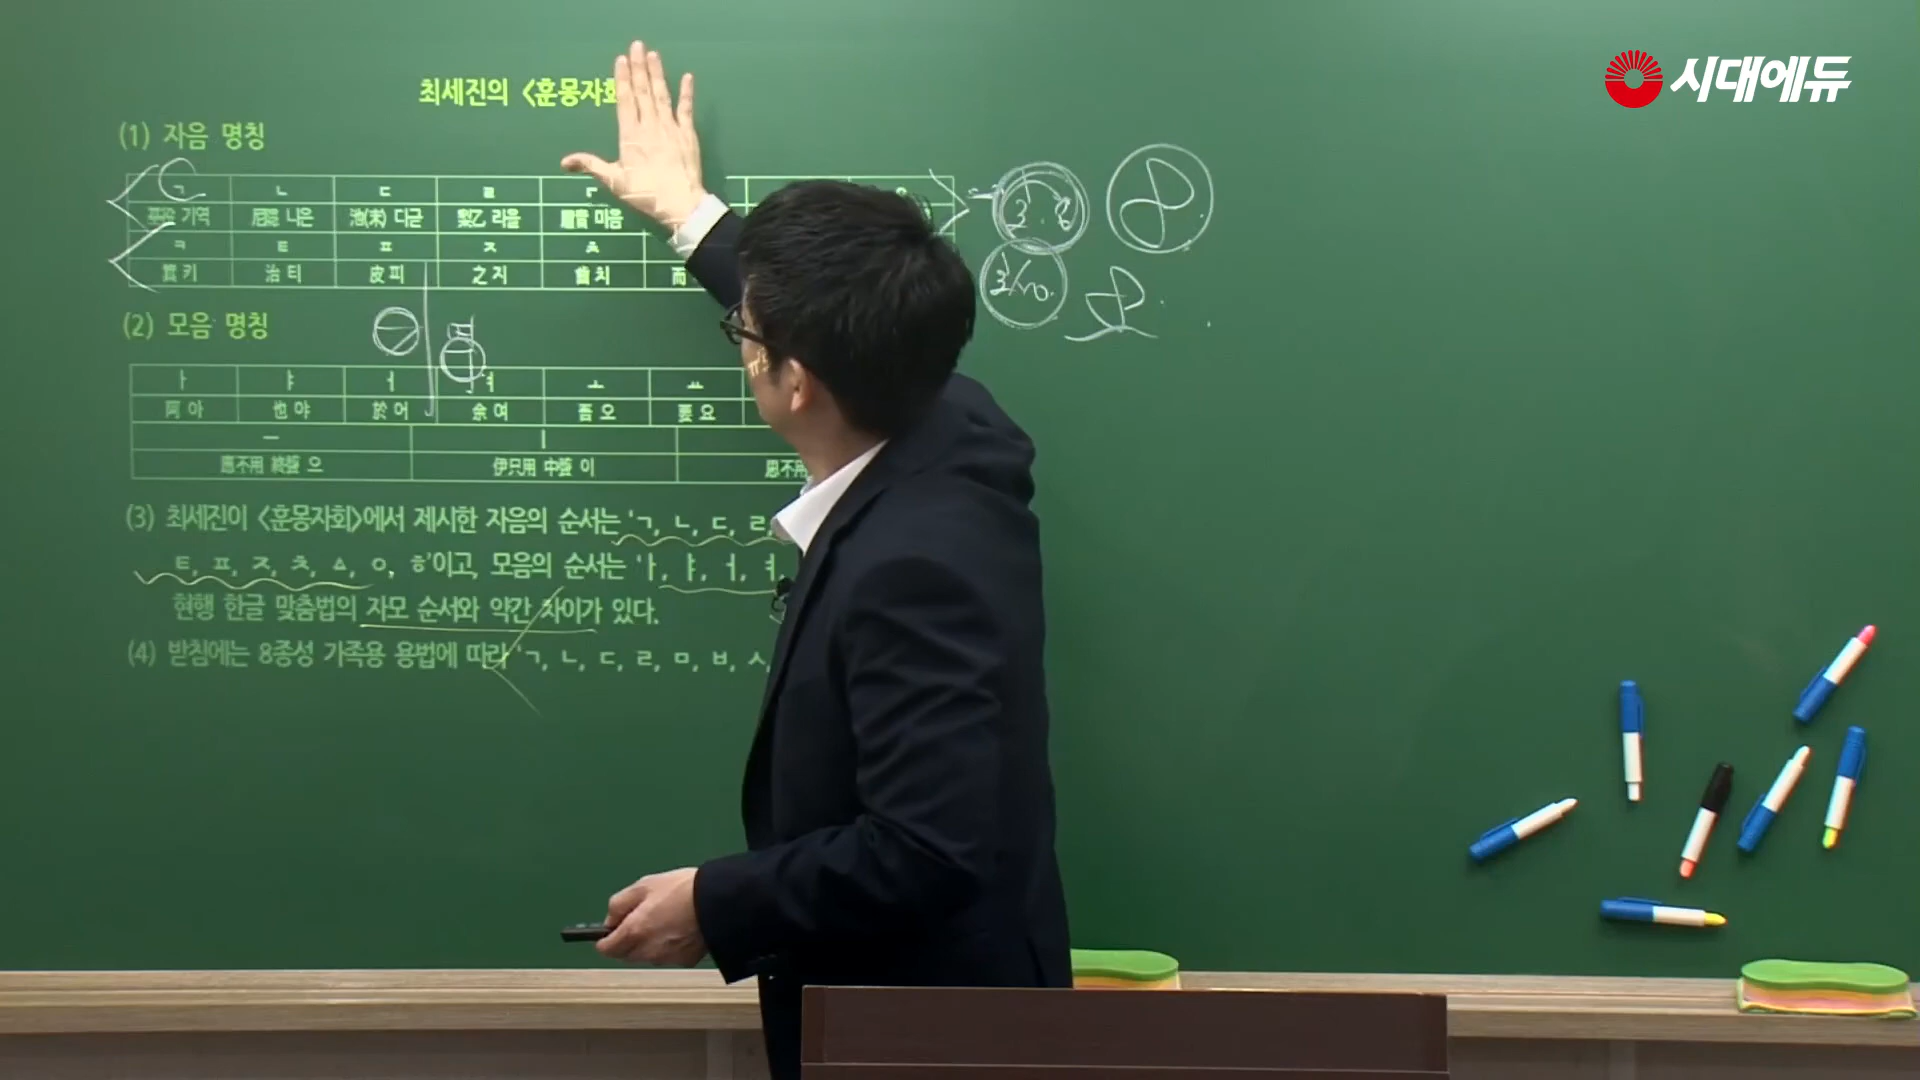 시대에듀
최세진의 <훈몽자회
(1) 자음 명칭
ㄱ ㄴ ㄷ ㄹ ㅁ
기역 尼隱 니은 池(末) 디귿 梨乙 리을 미음
ㅋ ㅌ ㅍ ㅈ ㅊ
箕 키 治 티 皮 피 之 지 齒 치 而
(2) 모음 명칭
ㅏ ㅑ ㅓ ㅕ ㅗ ㅛ
阿 아 也 야 於 어 余 여 吾 오 要 요
ㅡ ㅣ
應不用 終聲 으 伊只用 中聲 이 思不用
(3) 최세진이 <훈몽자회>에서 제시한 자음의 순서는 'ㄱ, ㄴ, ㄷ, ㄹ,
ㅌ, ㅍ, ㅈ, ㅊ, ㅿ, ㅇ, ㅎ'이고, 모음의 순서는 'ㅏ, ㅑ, ㅓ, ㅕ,
현행 한글 맞춤법의 자모 순서와 약간 차이가 있다.
(4) 받침에는 8종성 가족용 용법에 따라 'ㄱ, ㄴ, ㄷ, ㄹ, ㅁ, ㅂ, ㅅ,